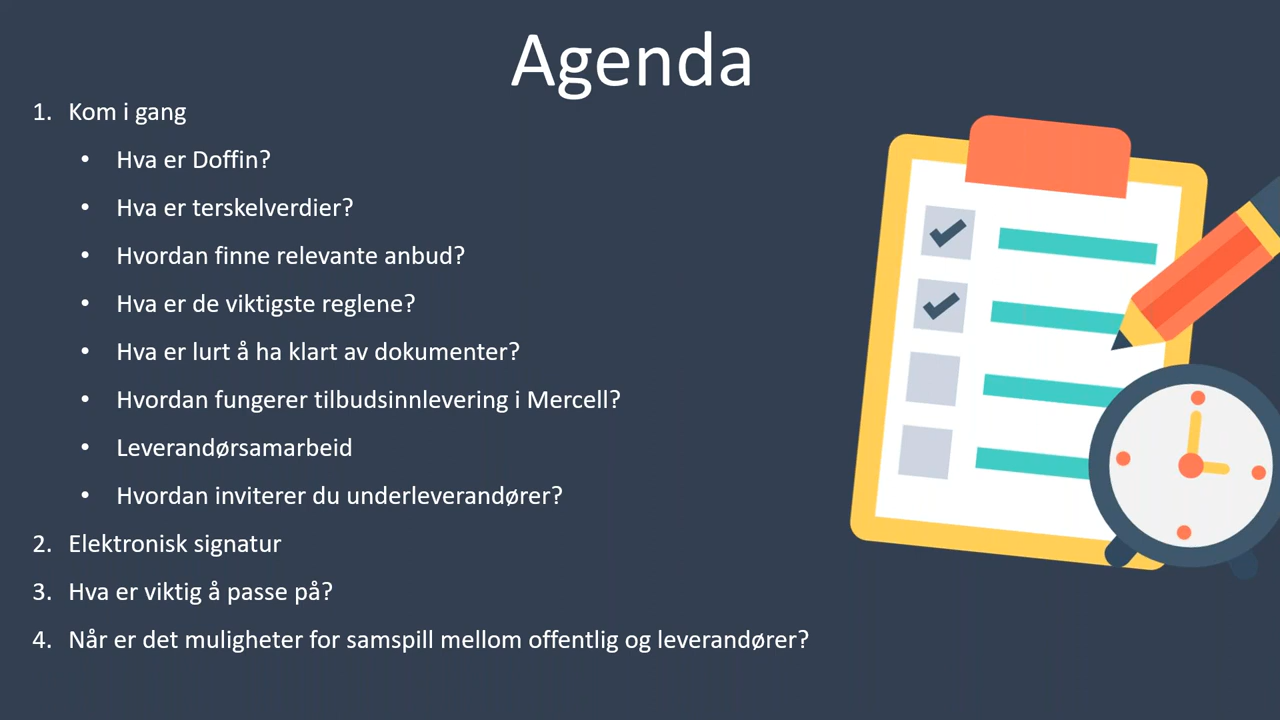 Agenda
1. Kom i gang
• Hva er Doffin?
• Hva er terskelverdier?
• Hvordan finne relevante anbud?
• Hva er de viktigste reglene?
• Hva er lurt å ha klart av dokumenter?
• Hvordan fungerer tilbudsinnlevering i Mercell?
• Leverandørsamarbeid
• Hvordan inviterer du underleverandører?
2. Elektronisk signatur
3. Hva er viktig å passe på?
4. Når er det muligheter for samspill mellom offentlig og leverandører?